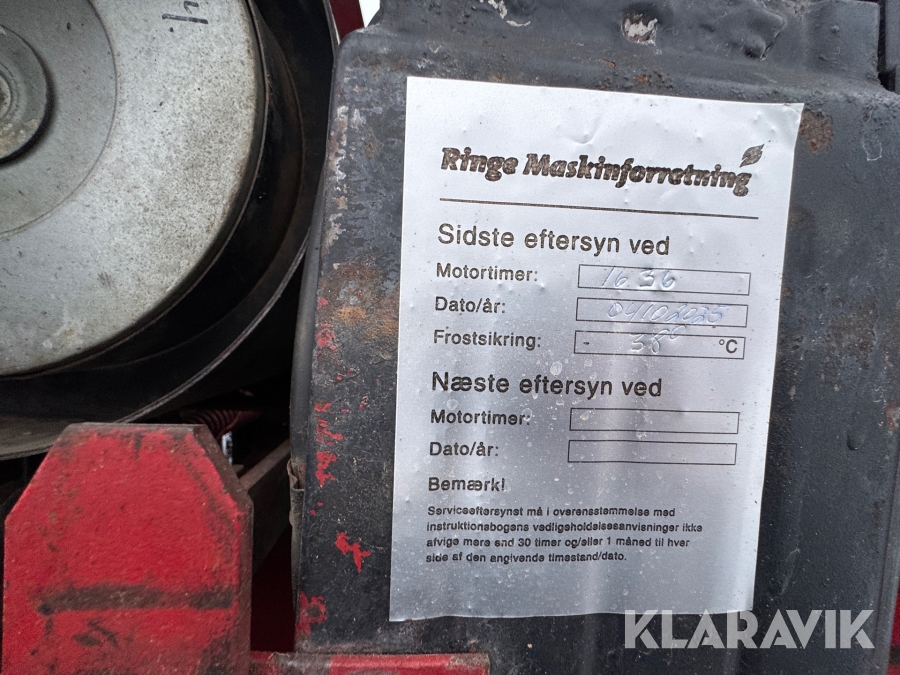 Ringe Maskinforretning
Sidste eftersyn ved
Motortimer: 1636
Dato/år:
Frostsikring: - 38° °C
Næste eftersyn ved
Motortimer:
Dato/år:
Bemærk!
Serviceeftersynet må i overensstemmelse med
instruktionbogens vedligeholdelsesanvisninger ikke
afvige mere end 30 timer og/eller 1 måned til hver
side af den angivende timestand/dato.
KLARAVIK